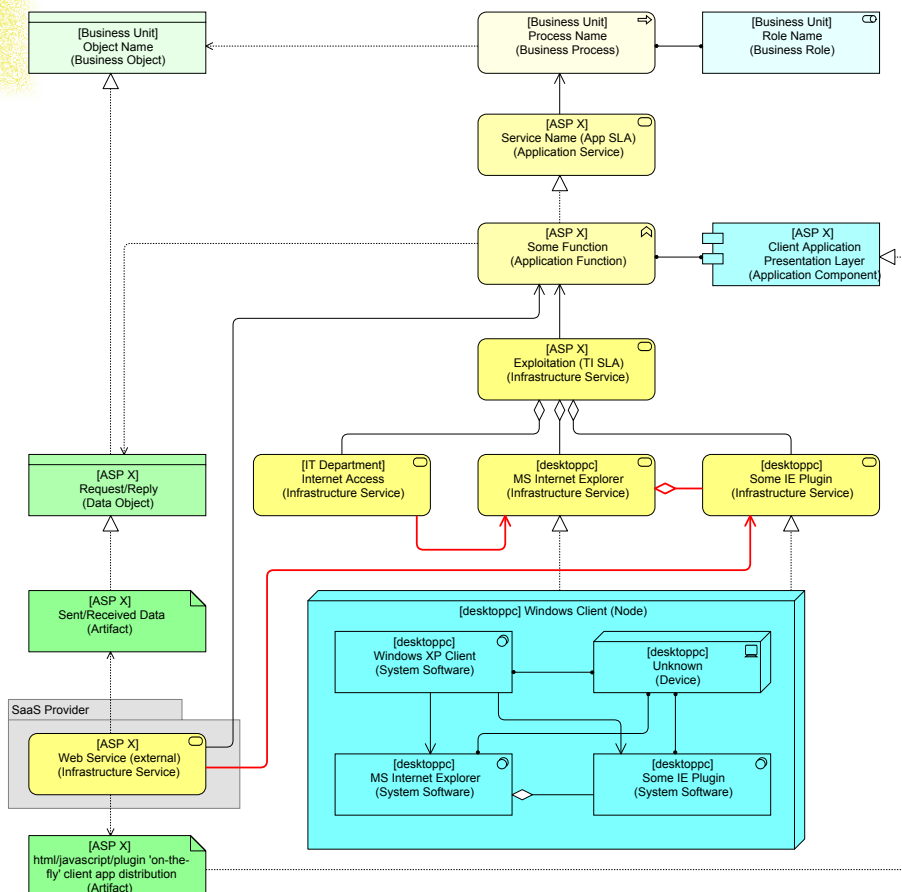 [Business Unit]
Object Name
(Business Object)
[Business Unit]
Process Name
(Business Process)
[Business Unit]
Role Name
(Business Role)
[ASP X]
Service Name (App SLA)
(Application Service)
[ASP X]
Some Function
(Application Function)
[ASP X]
Client Application
Presentation Layer
(Application Component)
[ASP X]
Exploitation (TI SLA)
(Infrastructure Service)
[ASP X]
Request/Reply
(Data Object)
[IT Department]
Internet Access
(Infrastructure Service)
[desktoppc]
MS Internet Explorer
(Infrastructure Service)
[desktoppc]
Some IE Plugin
(Infrastructure Service)
[ASP X]
Sent/Received Data
(Artifact)
[desktoppc] Windows Client (Node)
[desktoppc]
Windows XP Client
(System Software)
[desktoppc]
Unknown
(Device)
SaaS Provider
[ASP X]
Web Service (external)
(Infrastructure Service)
[desktoppc]
MS Internet Explorer
(System Software)
[desktoppc]
Some IE Plugin
(System Software)
[ASP X]
html/javascript/plugin 'on-the-
fly' client app distribution
(Artifact)